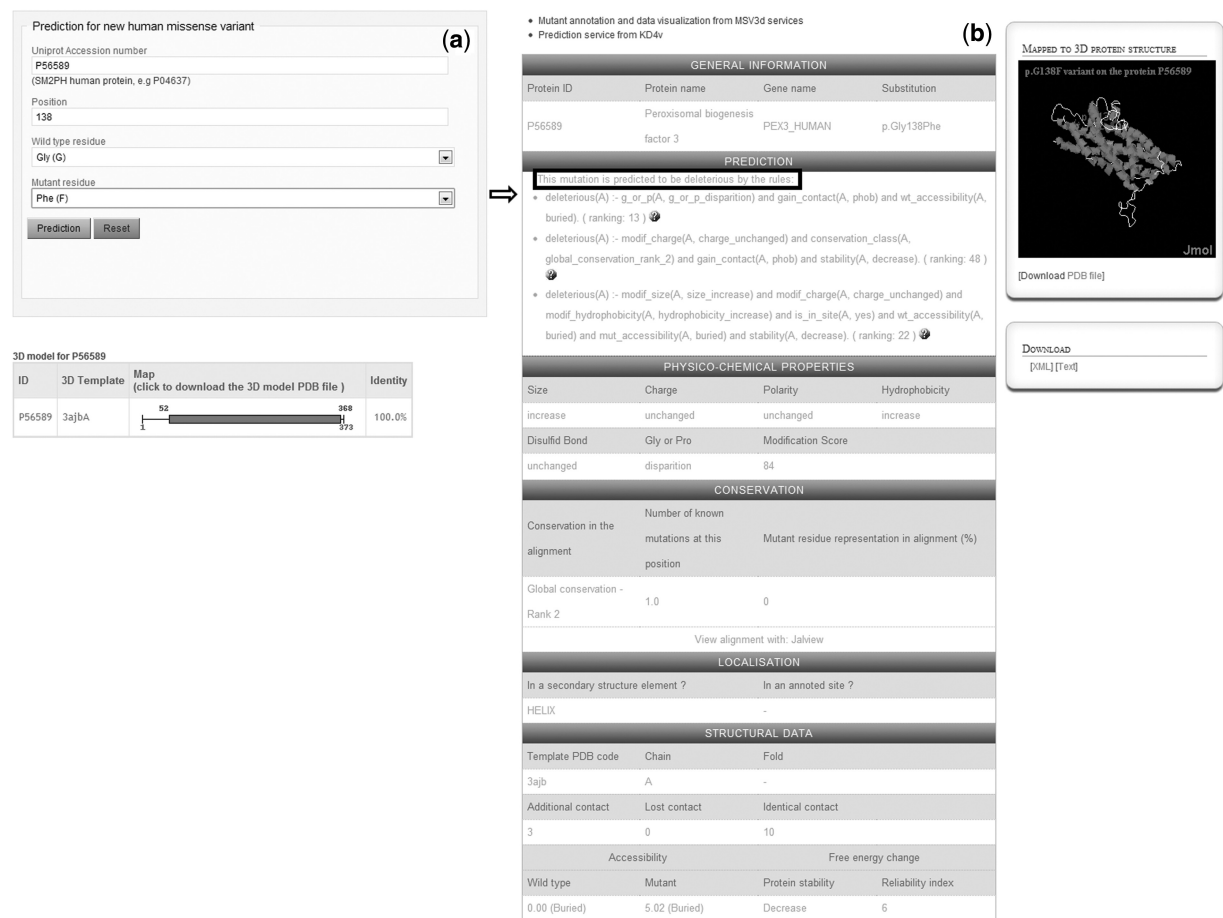 Prediction for new human missense variant
(a)
Uniprot Accession number
P56589
(SM2PH human protein, e.g P04637)
Position
138
Wild type residue
Gly (G)
Mutant residue
Phe (F)
Prediction Reset
3D model for P56589
ID 3D Template Map (click to download the 3D model PDB file ) Identity
P56589 3ajbA 52 368 1 373 100.0%
(b)
Mutant annotation and data visualization from MSV3d services
Prediction service from KD4v
GENERAL INFORMATION
Protein ID Protein name Gene name Substitution
P56589 Peroxisomal biogenesis factor 3 PEX3_HUMAN p.Gly138Phe
PREDICTION
This mutation is predicted to be deleterious by the rules:
deleterious(A) :- g_or_p(A, g_or_p_disparition) and gain_contact(A, phob) and wt_accessibility(A,
buried). ( ranking: 13 )
deleterious(A) :- modif_charge(A, charge_unchanged) and conservation_class(A,
global_conservation_rank_2) and gain_contact(A, phob) and stability(A, decrease). ( ranking: 48 )
deleterious(A) :- modif_size(A, size_increase) and modif_charge(A, charge_unchanged) and
modif_hydrophobicity(A, hydrophobicity_increase) and is_in_site(A, yes) and wt_accessibility(A,
buried) and mut_accessibility(A, buried) and stability(A, decrease). ( ranking: 22 )
PHYSICO-CHEMICAL PROPERTIES
Size Charge Polarity Hydrophobicity
increase unchanged unchanged increase
Disulfid Bond Gly or Pro Modification Score
unchanged disparition 84
CONSERVATION
Conservation in the alignment Number of known mutations at this position Mutant residue representation in alignment (%)
Global conservation - Rank 2 1.0 0
View alignment with: Jalview
LOCALISATION
In a secondary structure element ? In an annoted site ?
HELIX -
STRUCTURAL DATA
Template PDB code Chain Fold
3ajb A -
Additional contact Lost contact Identical contact
3 0 10
Accessibility Free energy change
Wild type Mutant Protein stability Reliability index
0.00 (Buried) 5.02 (Buried) Decrease 6
MAPPED TO 3D PROTEIN STRUCTURE
p.G138F variant on the protein P56589
Jmol
[Download PDB file]
DOWNLOAD
[XML] [Text]